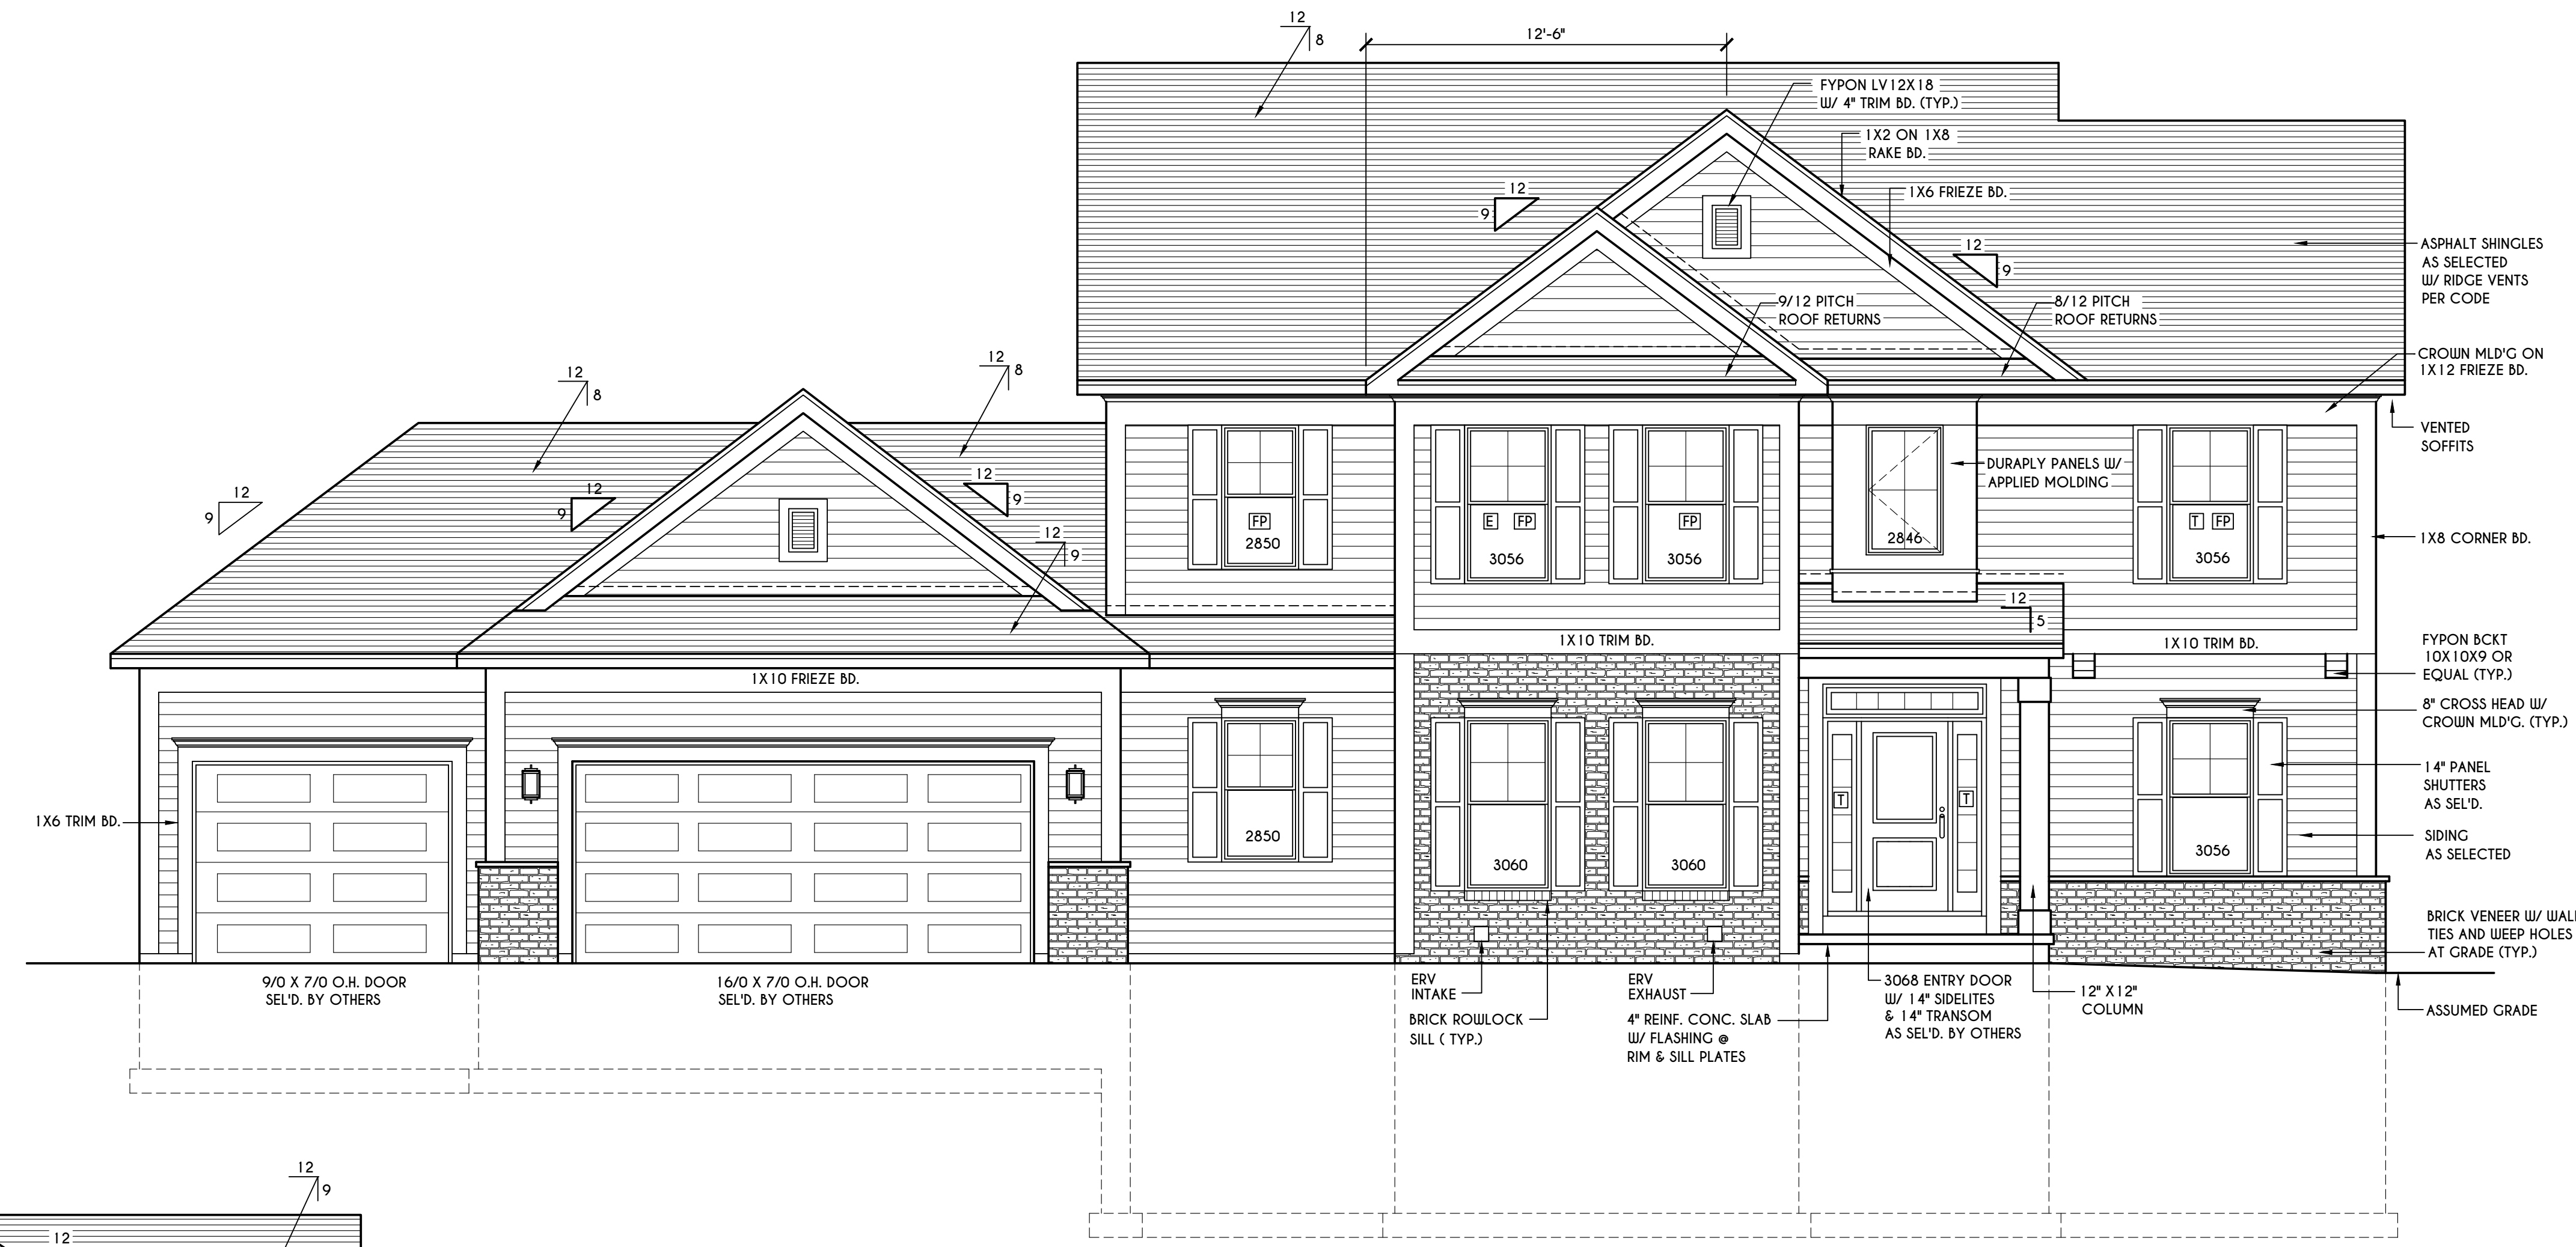 12
8
12'-6"
FYPON LV12X18
W/ 4" TRIM BD. (TYP.)
1X2 ON 1X8
RAKE BD.
12
9
1X6 FRIEZE BD.
12
9
ASPHALT SHINGLES
AS SELECTED
W/ RIDGE VENTS
PER CODE
9/12 PITCH
ROOF RETURNS
8/12 PITCH
ROOF RETURNS
CROWN MLD'G ON
1X12 FRIEZE BD.
12
8
12
8
VENTED
SOFFITS
DURAPLY PANELS W/
APPLIED MOLDING
12
9
12
9
12
9
12
9
FP
2850
E FP
3056
FP
3056
2846
T FP
3056
1X8 CORNER BD.
12
5
1X10 TRIM BD.
1X10 TRIM BD.
FYPON BCKT
10X10X9 OR
EQUAL (TYP.)
1X10 FRIEZE BD.
8" CROSS HEAD W/
CROWN MLD'G. (TYP.)
14" PANEL
SHUTTERS
AS SEL'D.
1X6 TRIM BD.
T
T
2850
3060
3060
3056
SIDING
AS SELECTED
BRICK VENEER W/ WALL
TIES AND WEEP HOLES
AT GRADE (TYP.)
9/0 X 7/0 O.H. DOOR
SEL'D. BY OTHERS
16/0 X 7/0 O.H. DOOR
SEL'D. BY OTHERS
ERV
INTAKE
BRICK ROWLOCK
SILL ( TYP.)
ERV
EXHAUST
4" REINF. CONC. SLAB
W/ FLASHING @
RIM & SILL PLATES
3068 ENTRY DOOR
W/ 14" SIDELITES
& 14" TRANSOM
AS SEL'D. BY OTHERS
12" X12"
COLUMN
ASSUMED GRADE
12
9
12